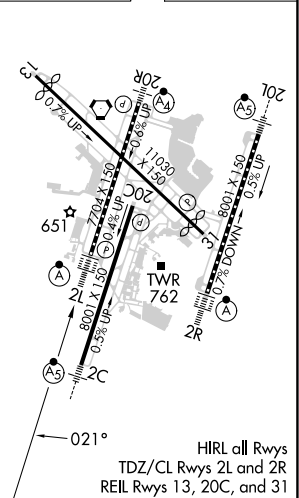 13
0.7% UP
P
20R
A4
0.6% UP
20L
A5
11030 X 150
7704 X 150
0.4% UP
20C
P
P
651
8001 X 150
0.5% UP
P
31
A
2L
TWR
762
0.7% DOWN
8001 X 150
0.5% UP
A
2R
A5
2C
021°
HIRL all Rwys
TDZ/CL Rwys 2L and 2R
REIL Rwys 13, 20C, and 31